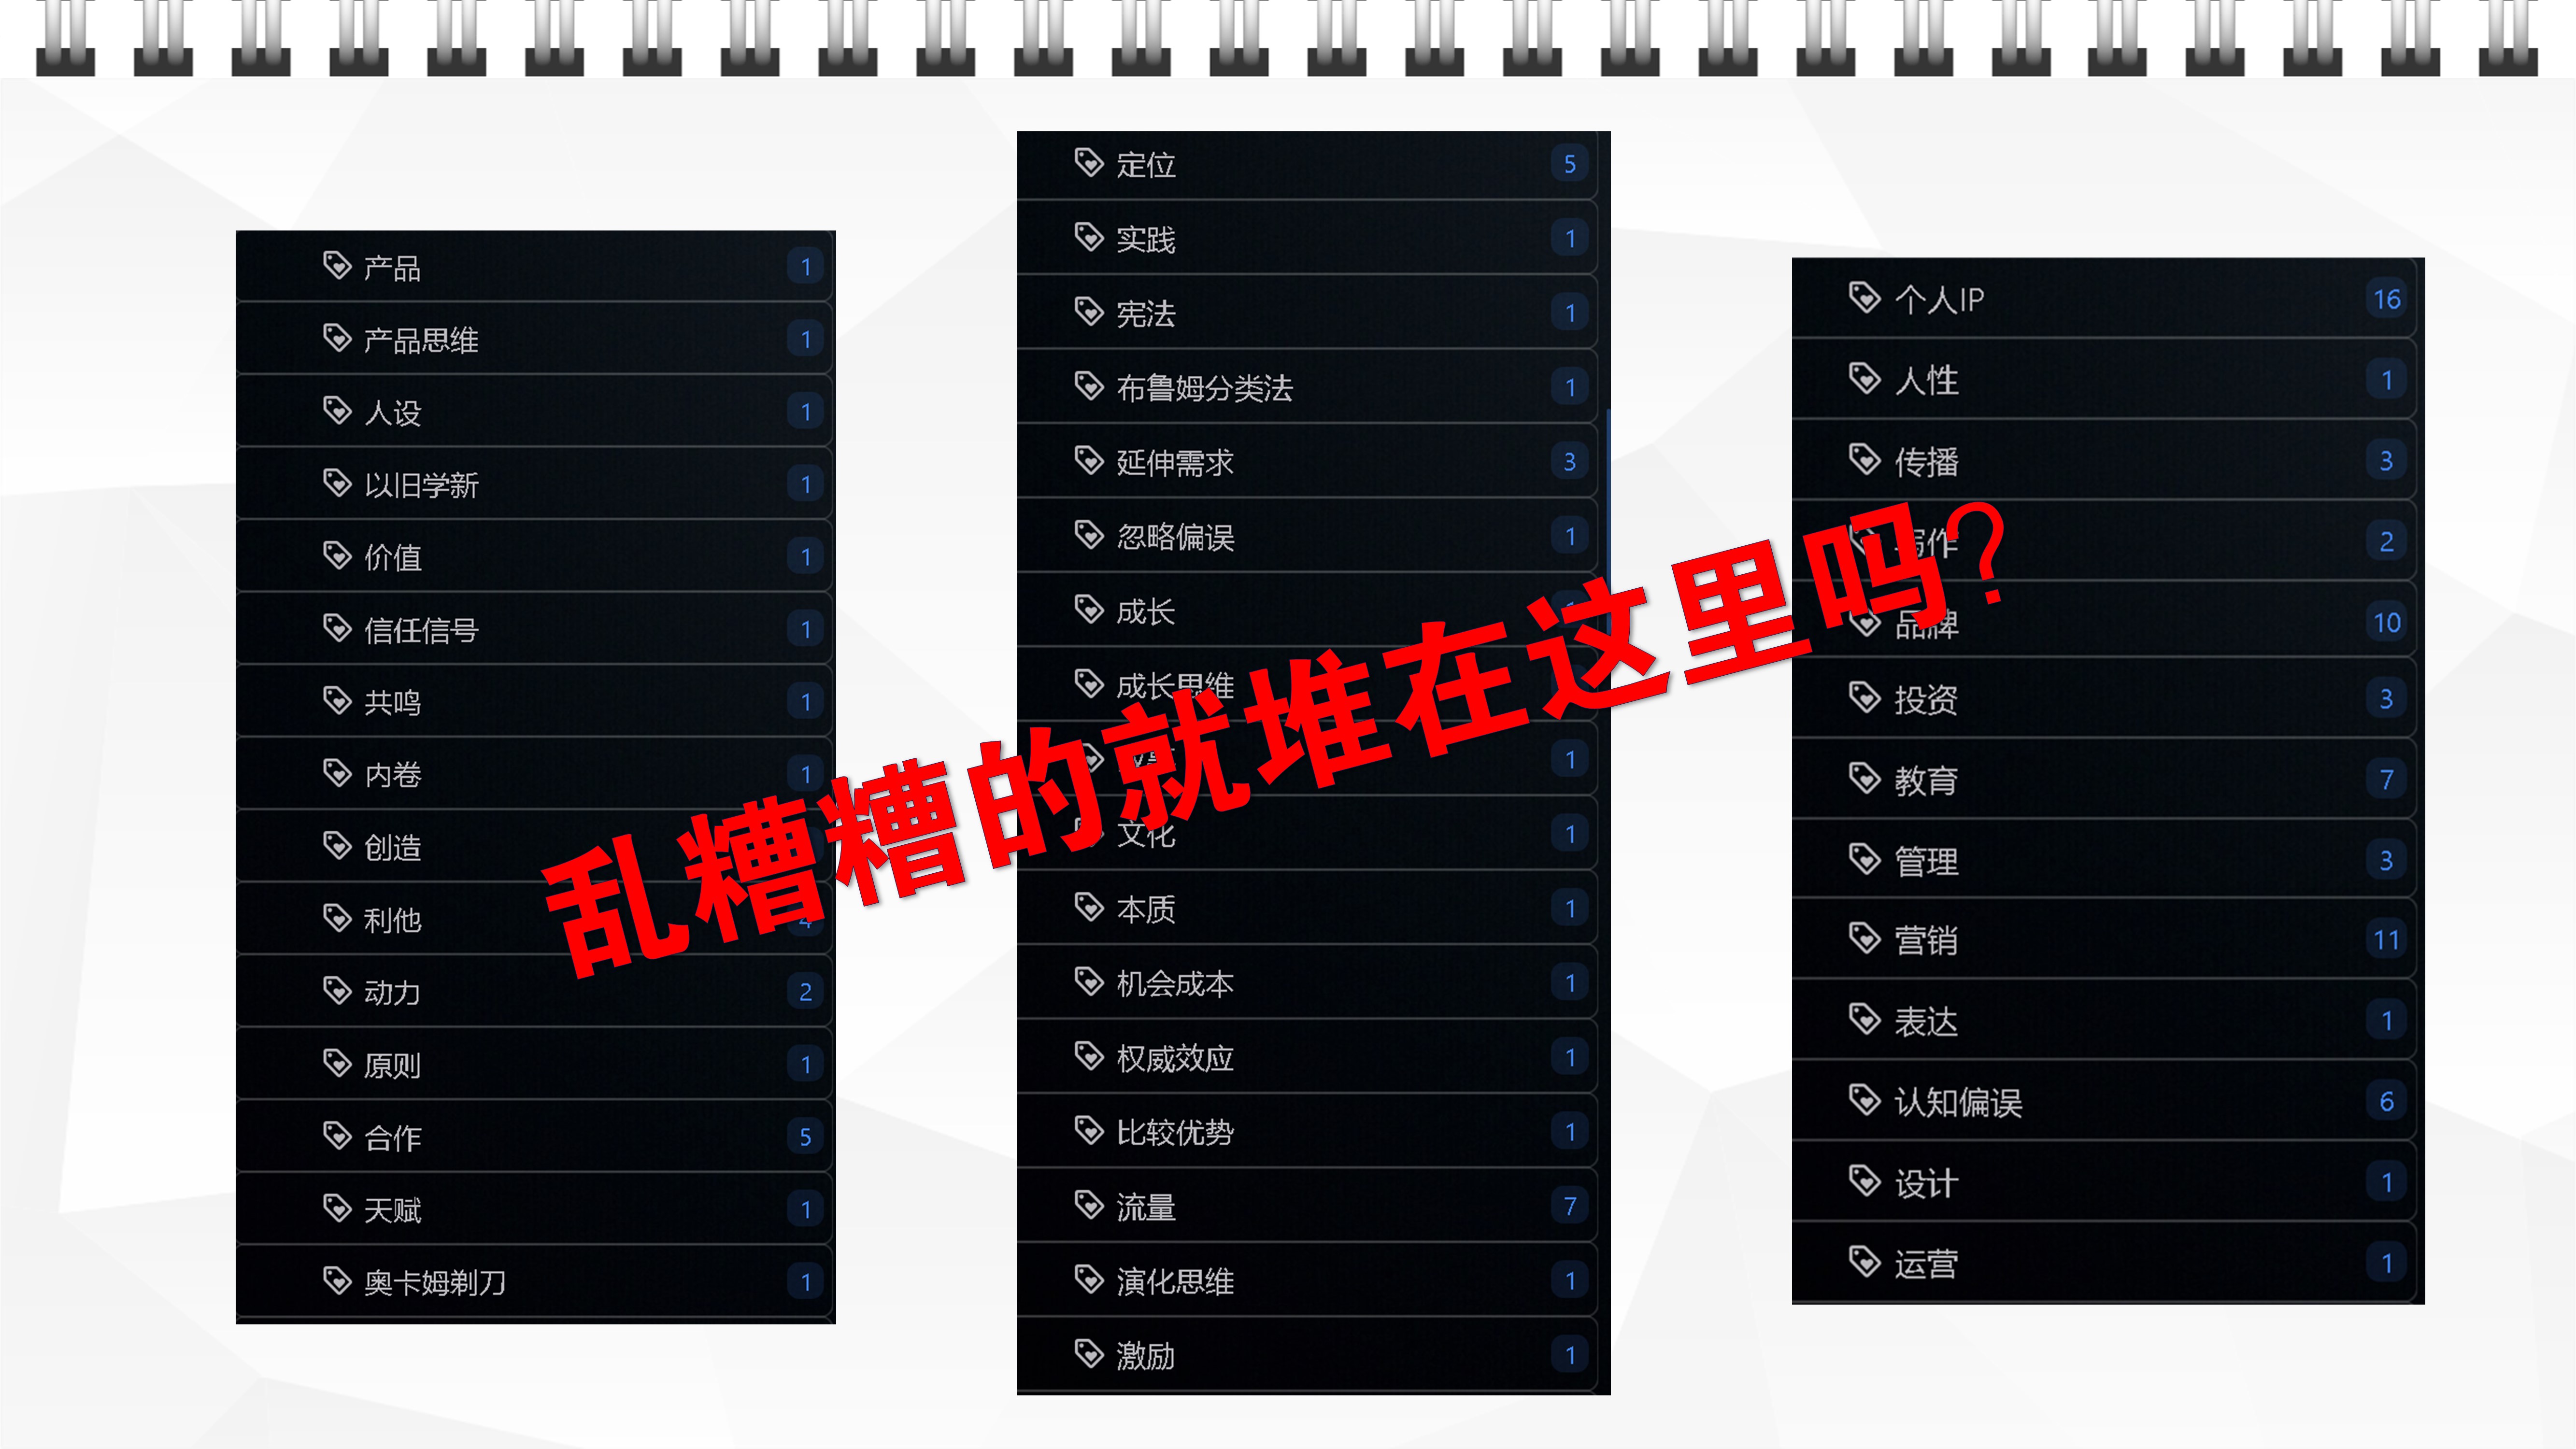 产品 1
产品思维 1
人设 1
以旧学新 1
价值 1
信任信号 1
共鸣 1
内卷 1
创造
利他 4
动力 2
原则 1
合作 5
天赋 1
奥卡姆剃刀 1
定位 5
实践 1
宪法 1
布鲁姆分类法 1
延伸需求 3
忽略偏误 1
成长
成长思维
1
文化 1
本质 1
机会成本 1
权威效应 1
比较优势 1
流量 7
演化思维 1
激励 1
个人IP 16
人性 1
传播 3
写作 2
品牌 10
投资 3
教育 7
管理 3
营销 11
表达 1
认知偏误 6
设计 1
运营 1
乱糟糟的就堆在这里吗?